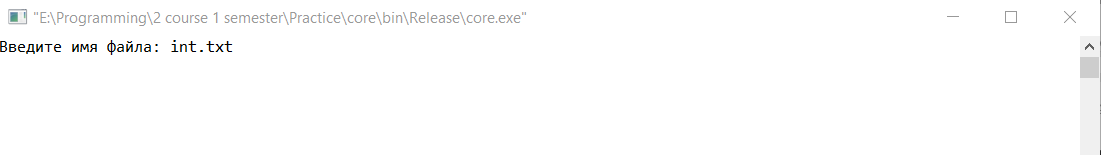 "E:\Programming\2 course 1 semester\Practice\core\bin\Release\core.exe"
Введите имя файла: int.txt